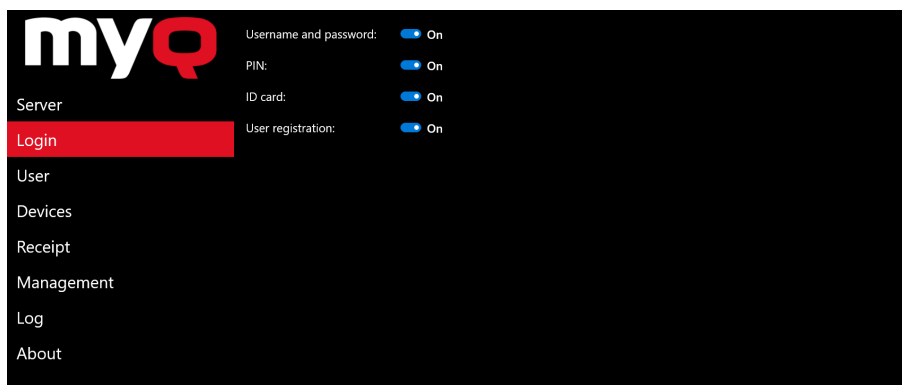 myQ
Server
Login
User
Devices
Receipt
Management
Log
About
Username and password: On
PIN: On
ID card: On
User registration: On